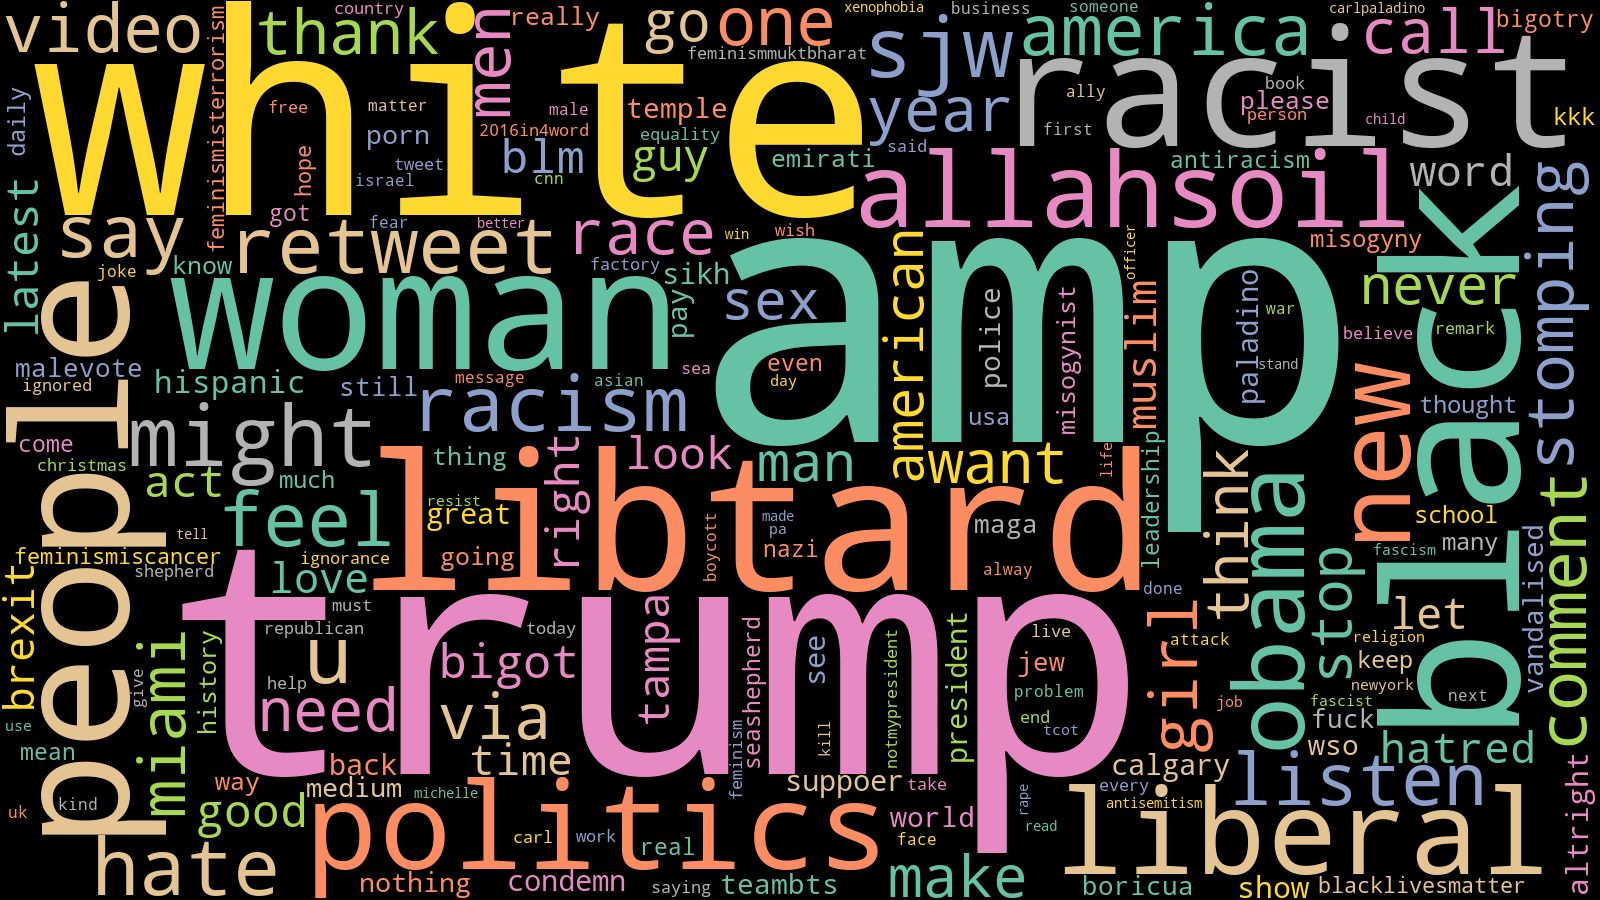 video
thank
country
really
go
one
xenophobia
business
someone
carlpaladino
america
call
bigotry
feminismmuktbharat
sjw
white
men
racist
feminismisterrorism
daily
free
matter
male
temple
year
ally
book
please
person
child
kkk
porn
2016in4word
equality
first
hope
tweet
blm
guy
emirati
said
antiracism
word
israel
cnn
allahsoil
stomping
latest
say
got
fear
better
retweet
race
win
wish
officer
misogyny
black
joke
know
factory
sikh
amp
american
people
woman
pay
sex
police
misogynist
muslim
paladino
war
never
believe
remark
malevote
ignored
hispanic
still
message
asian
sea
even
day
usa
stand
thought
new
racism
come
might
christmas
act
much
thing
right
look
man
want
life
leadership
think
feel
resist
great
libtard
boycott
made
pa
nazi
maga
school
comment
tell
feminismiscancer
ignorance
going
alway
obama
fascism
many
vandalised
shepherd
love
brexit
trump
done
stop
must
republican
today
tampa
seashepherd
see
notmypresident
president
live
girl
attack
let
religion
miami
history
u
bigot
jew
keep
give
help
problem
newyork
next
job
fascist
use
need
via
end
tcot
fuck
mean
time
feminism
kill
wso
hatred
back
calgary
way
medium
michelle
suppoer
take
every
listen
altright
uk
kind
good
politics
world
rape
antisemitism
liberal
carl
work
real
face
read
hate
nothing
condemn
saying
teambts
make
boricua
show
blacklivesmatter